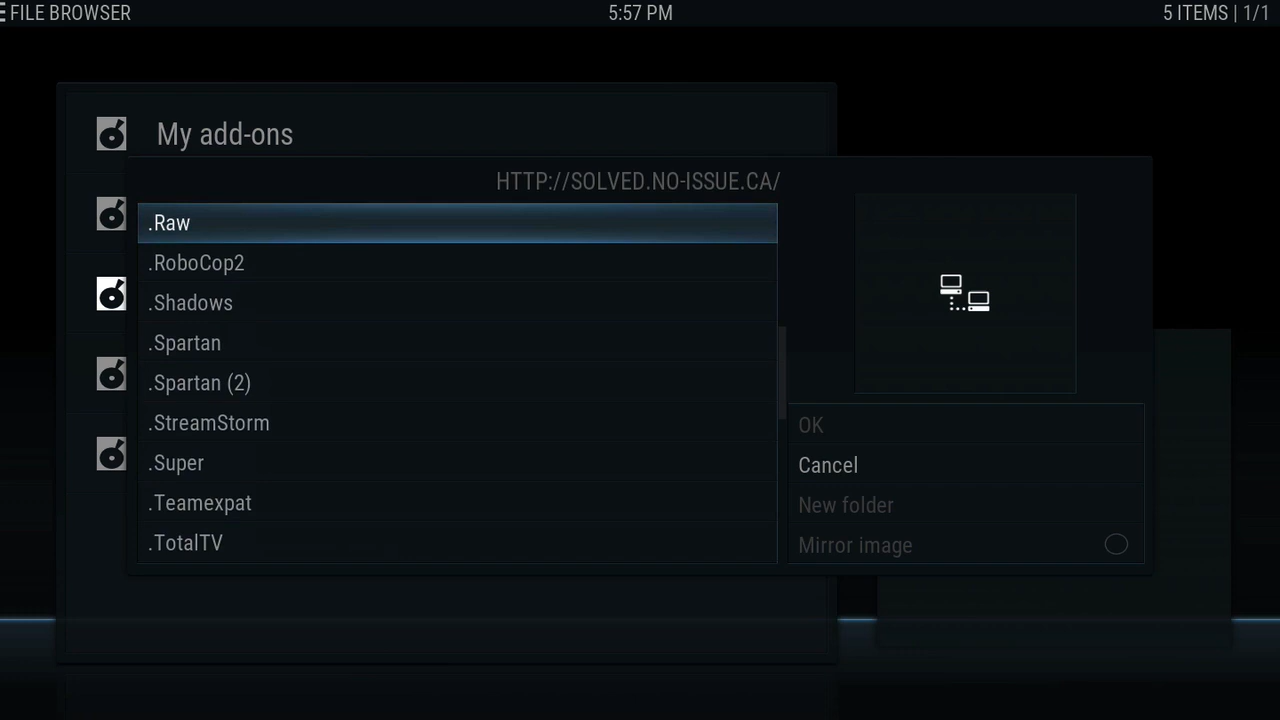 FILE BROWSER
5:57 PM
5 ITEMS | 1/1
My add-ons
HTTP://SOLVED.NO-ISSUE.CA/
.Raw
.RoboCop2
.Shadows
.Spartan
.Spartan (2)
.StreamStorm
.Super
.Teamexpat
.TotalTV
OK
Cancel
New folder
Mirror image